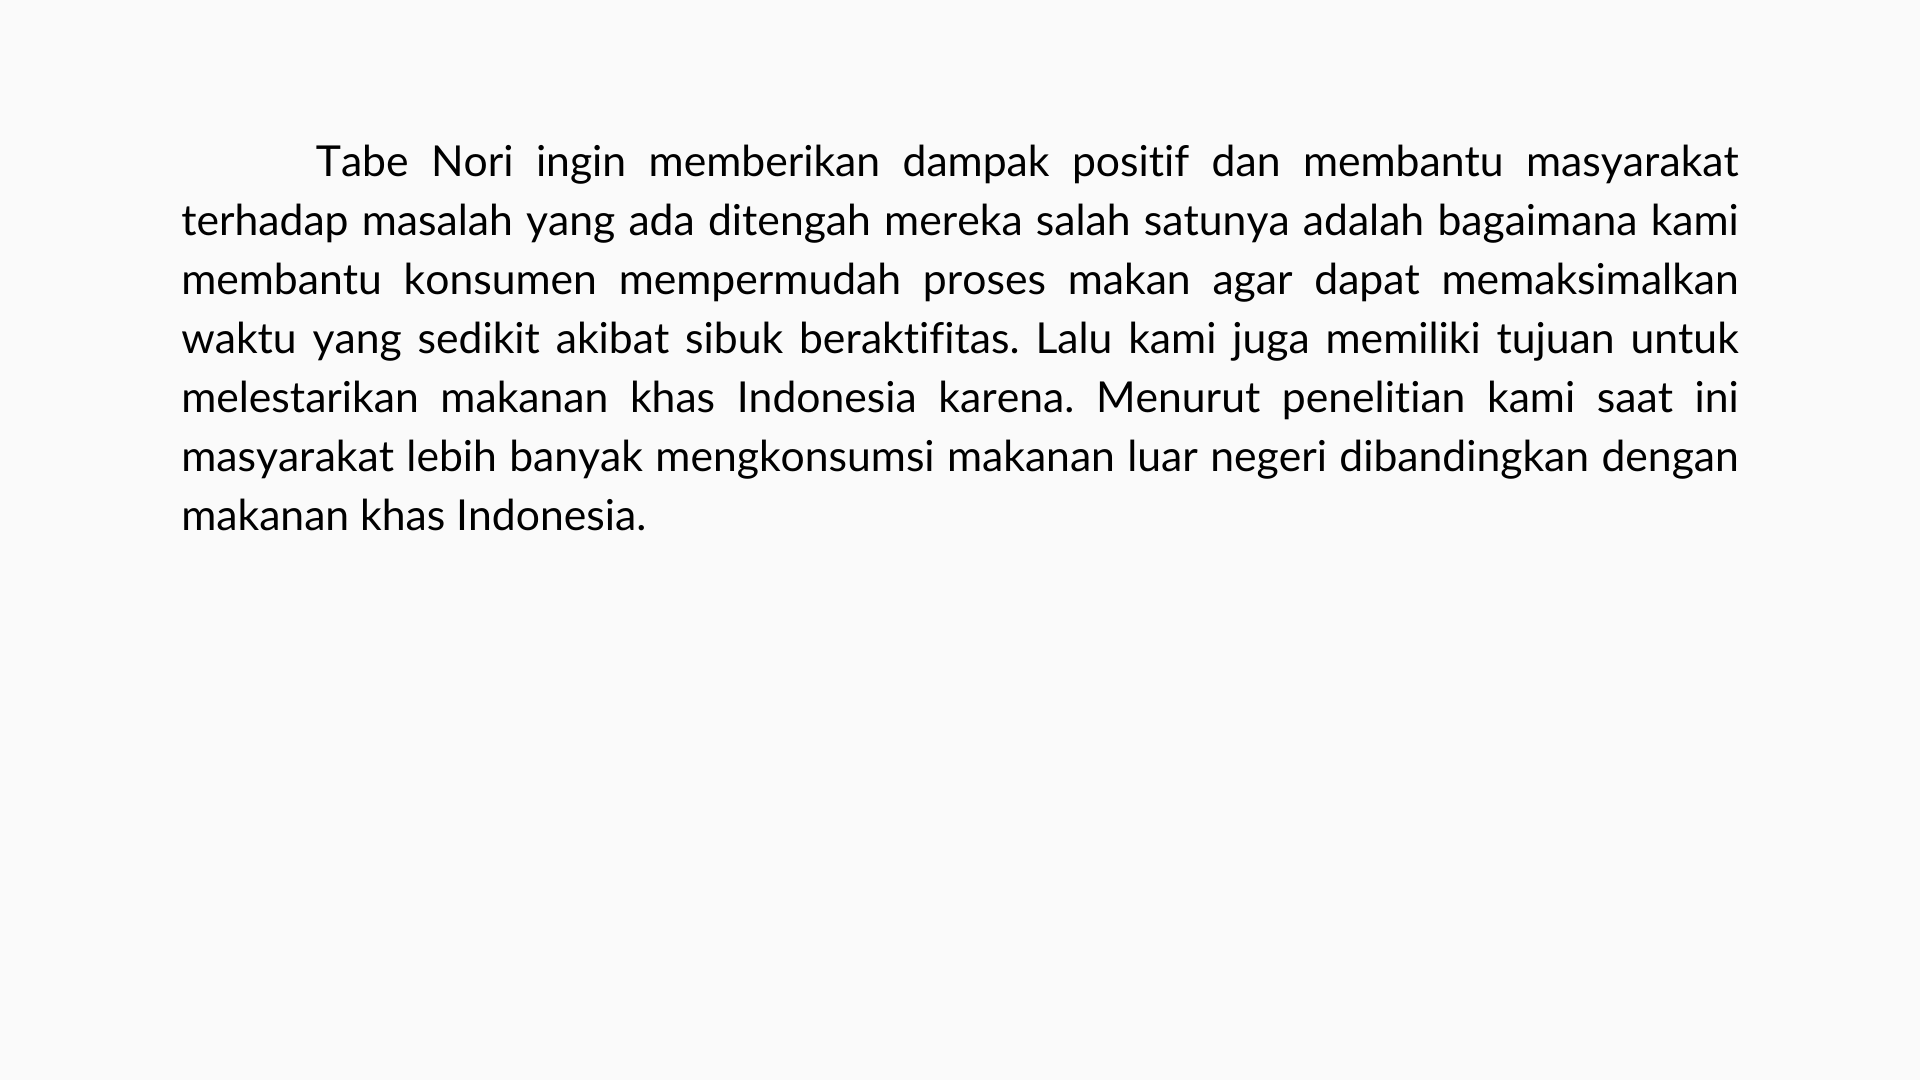 Tabe Nori ingin memberikan dampak positif dan membantu masyarakat
terhadap masalah yang ada ditengah mereka salah satunya adalah bagaimana kami
membantu konsumen mempermudah proses makan agar dapat memaksimalkan
waktu yang sedikit akibat sibuk beraktifitas. Lalu kami juga memiliki tujuan untuk
melestarikan makanan khas Indonesia karena. Menurut penelitian kami saat ini
masyarakat lebih banyak mengkonsumsi makanan luar negeri dibandingkan dengan
makanan khas Indonesia.